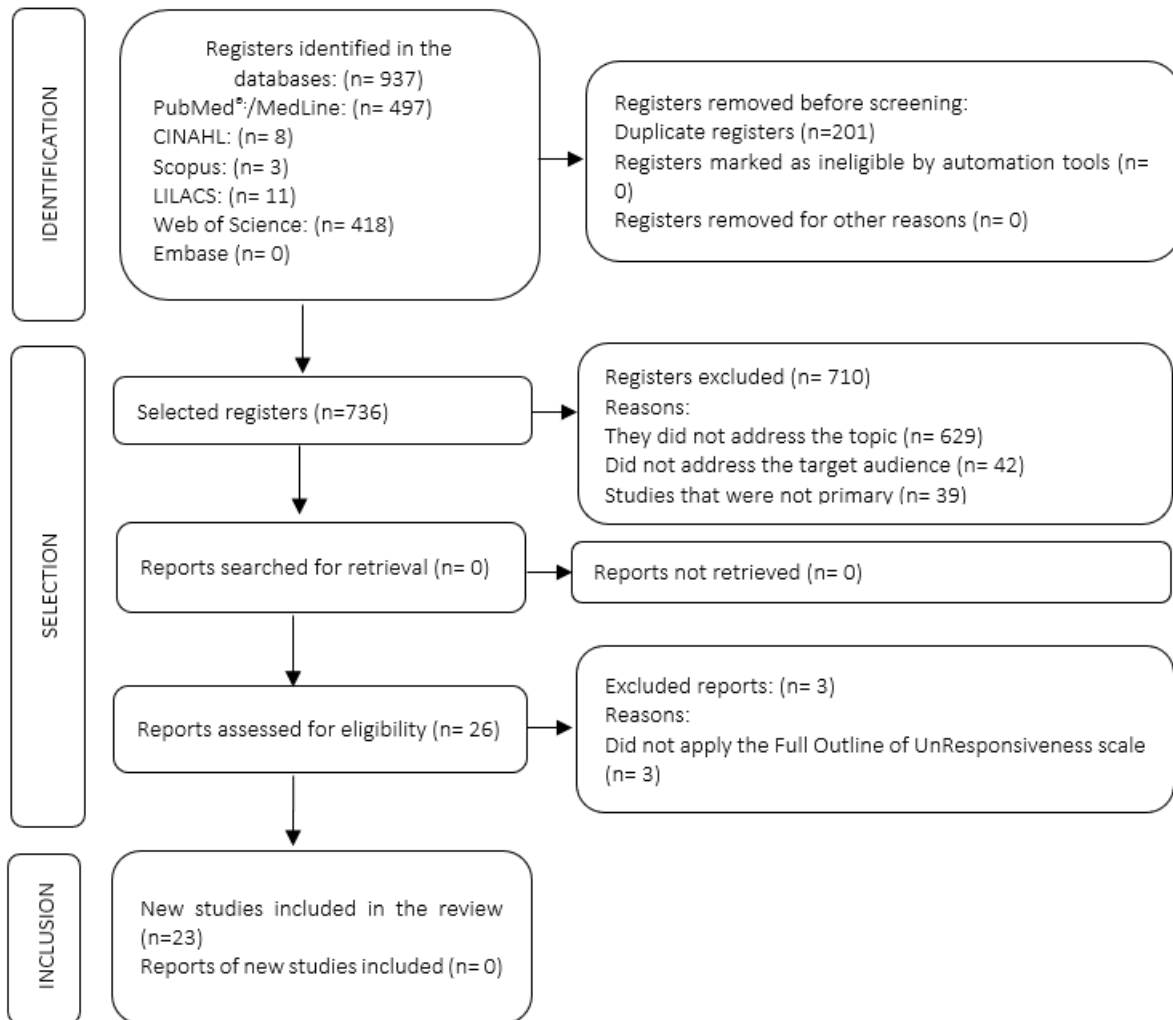 IDENTIFICATION
Registers identified in the
databases: (n= 937)
PubMed®:/MedLine: (n= 497)
CINAHL: (n= 8)
Scopus: (n= 3)
LILACS: (n= 11)
Web of Science: (n= 418)
Embase (n= 0)
Registers removed before screening:
Duplicate registers (n=201)
Registers marked as ineligible by automation tools (n=
0)
Registers removed for other reasons (n= 0)
SELECTION
Selected registers (n=736)
Registers excluded (n= 710)
Reasons:
They did not address the topic (n= 629)
Did not address the target audience (n= 42)
Studies that were not primary (n= 39)
Reports searched for retrieval (n= 0)
Reports not retrieved (n= 0)
Reports assessed for eligibility (n= 26)
Excluded reports: (n= 3)
Reasons:
Did not apply the Full Outline of UnResponsiveness scale
(n= 3)
INCLUSION
New studies included in the review
(n=23)
Reports of new studies included (n= 0)